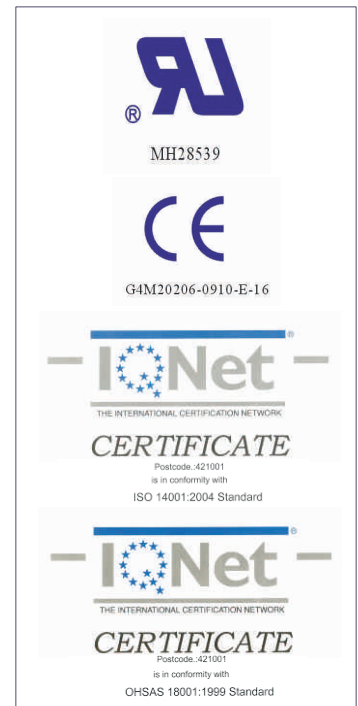 ®
MH28539
CE
G4M20206-0910-E-16
IQNet ®
THE INTERNATIONAL CERTIFICATION NETWORK
CERTIFICATE
Postcode.:421001
is in conformity with
ISO 14001:2004 Standard
IQNet ®
THE INTERNATIONAL CERTIFICATION NETWORK
CERTIFICATE
Postcode.:421001
is in conformity with
OHSAS 18001:1999 Standard